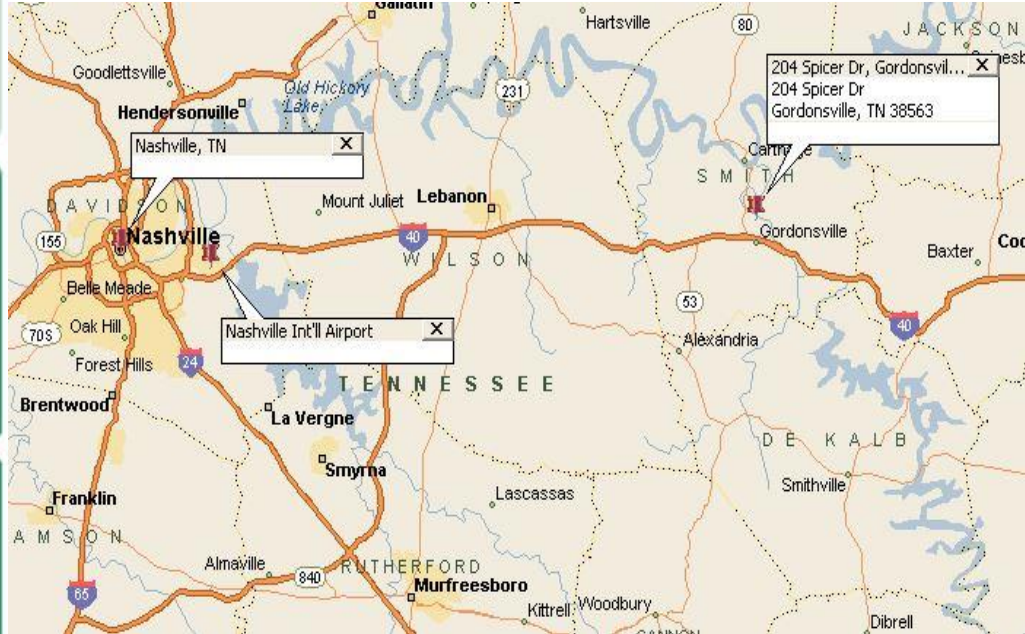 Gallatin
Hartsville
80
JACKSON
Goodlettsville
Old Hickory
Lake
231
Hendersonville
204 Spicer Dr, Gordonsvil... X
204 Spicer Dr
Gordonsville, TN 38563
Nashville, TN X
Carthage
SMITH
DAVIDSON
Mount Juliet
Lebanon
155
Nashville
40
WILSON
Gordonsville
Baxter
Belle Meade
53
40
70S
Oak Hill
Nashville Int'll Airport X
Alexandria
Forest Hills
24
TENNESSEE
Brentwood
La Vergne
DE KALB
Smyrna
Smithville
Franklin
Lascassas
AMSON
Almaville
840
RUTHERFORD
65
Murfreesboro
Kittrell
Woodbury
CANNON
Dibrell